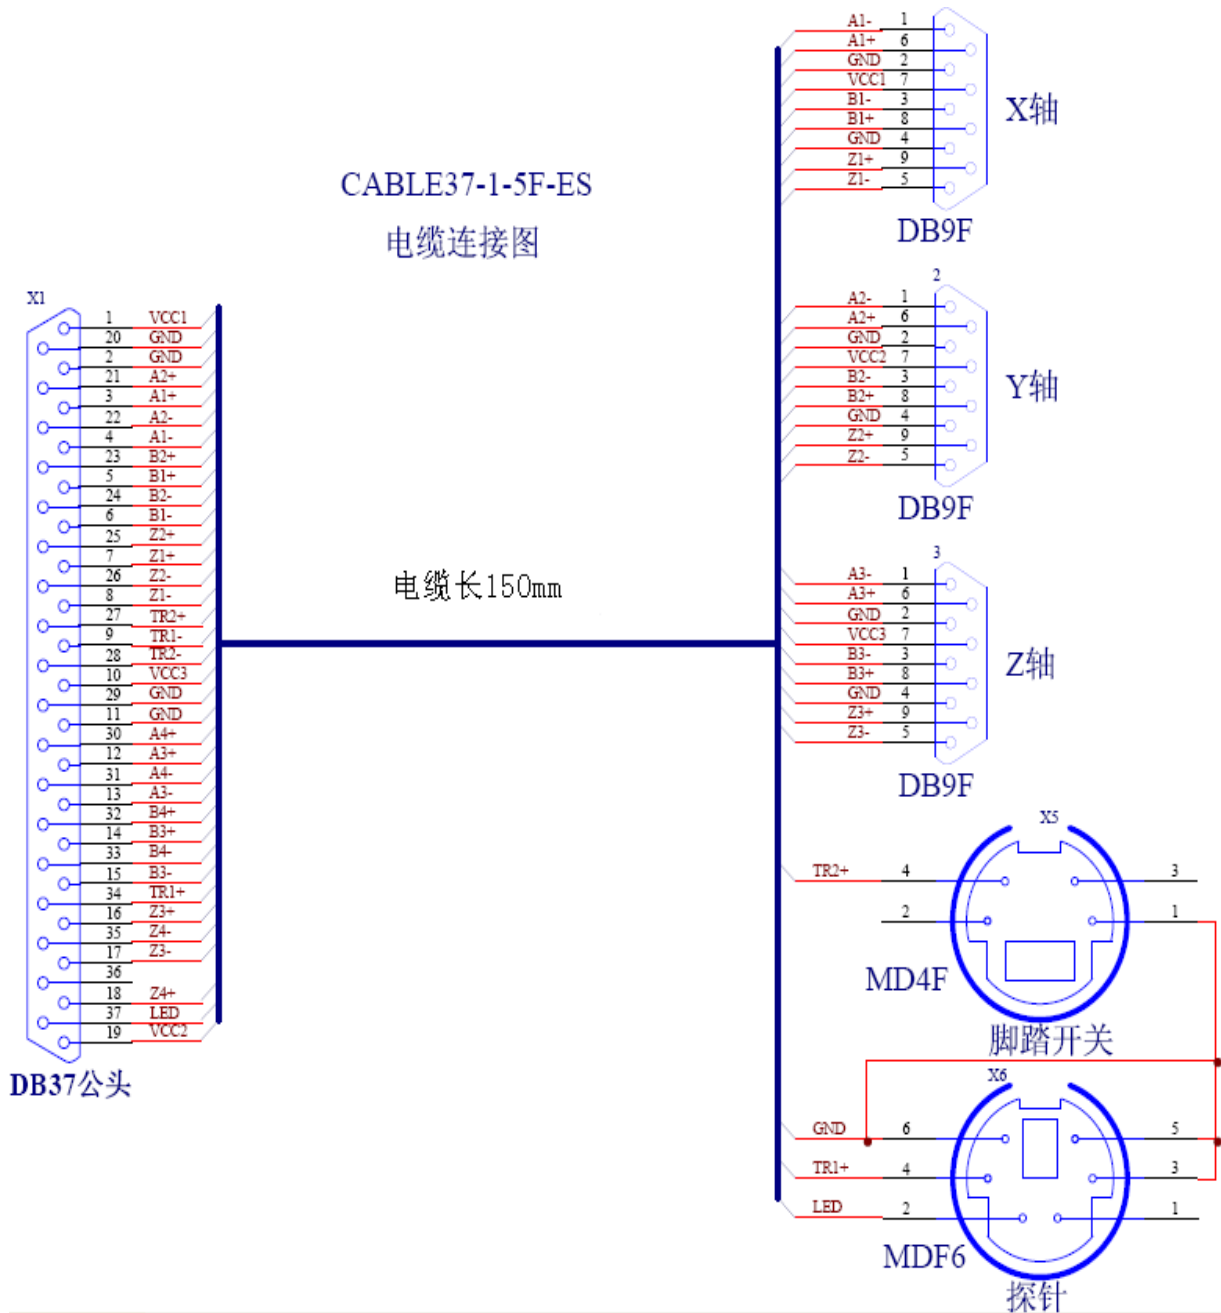 CABLE37-1-5F-ES
电缆连接图
电缆长150mm
X1
1 VCC1
20 GND
2 GND
21 A2+
3 A1+
22 A2-
4 A1-
23 B2+
5 B1+
24 B2-
6 B1-
25 Z2+
7 Z1+
26 Z2-
8 Z1-
27 TR2+
9 TR1-
28 TR2-
10 VCC3
29 GND
11 GND
30 A4+
12 A3+
31 A4-
13 A3-
32 B4+
14 B3+
33 B4-
15 B3-
34 TR1+
16 Z3+
35 Z4-
17 Z3-
36
18 Z4+
37 LED
19 VCC2
DB37公头
A1- 1
A1+ 6
GND 2
VCC1 7
B1- 3
B1+ 8
GND 4
Z1+ 9
Z1- 5
X轴
DB9F
2
A2- 1
A2+ 6
GND 2
VCC2 7
B2- 3
B2+ 8
GND 4
Z2+ 9
Z2- 5
Y轴
DB9F
3
A3- 1
A3+ 6
GND 2
VCC3 7
B3- 3
B3+ 8
GND 4
Z3+ 9
Z3- 5
Z轴
DB9F
X5
TR2+ 4 3
2 1
MD4F
脚踏开关
X6
GND 6 5
TR1+ 4 3
LED 2 1
MDF6
探针